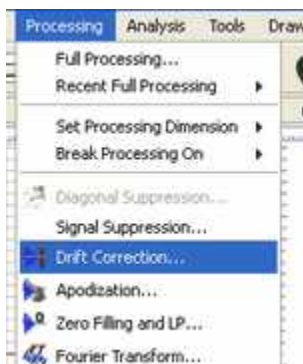 Processing Analysis Tools Draw
Full Processing...
Recent Full Processing
Set Processing Dimension
Break Processing On
Diagonal Suppression...
Signal Suppression...
Drift Correction...
Apodization...
Zero Filling and LP...
Fourier Transform...